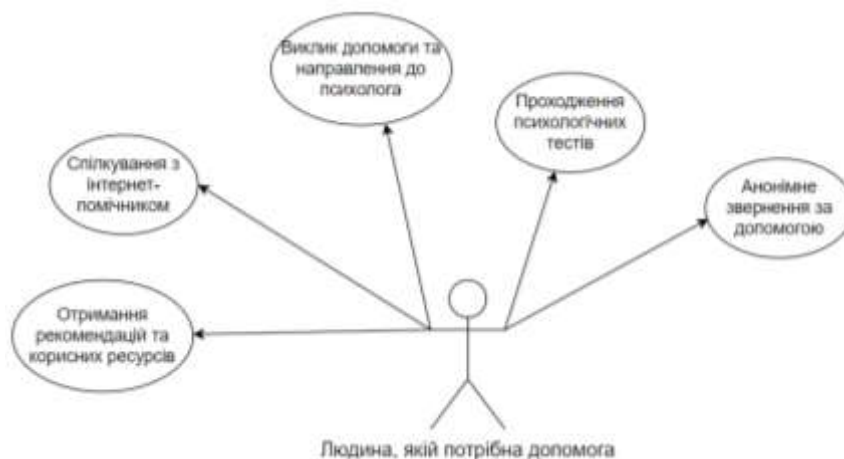 Виклик допомоги та
направлення до
психолога
Проходження
психологічних
тестів
Спілкування з
інтернет-
помічником
Анонімне
звернення за
допомогою
Отримання
рекомендацій та
корисних ресурсів
Людина, якій потрібна допомога